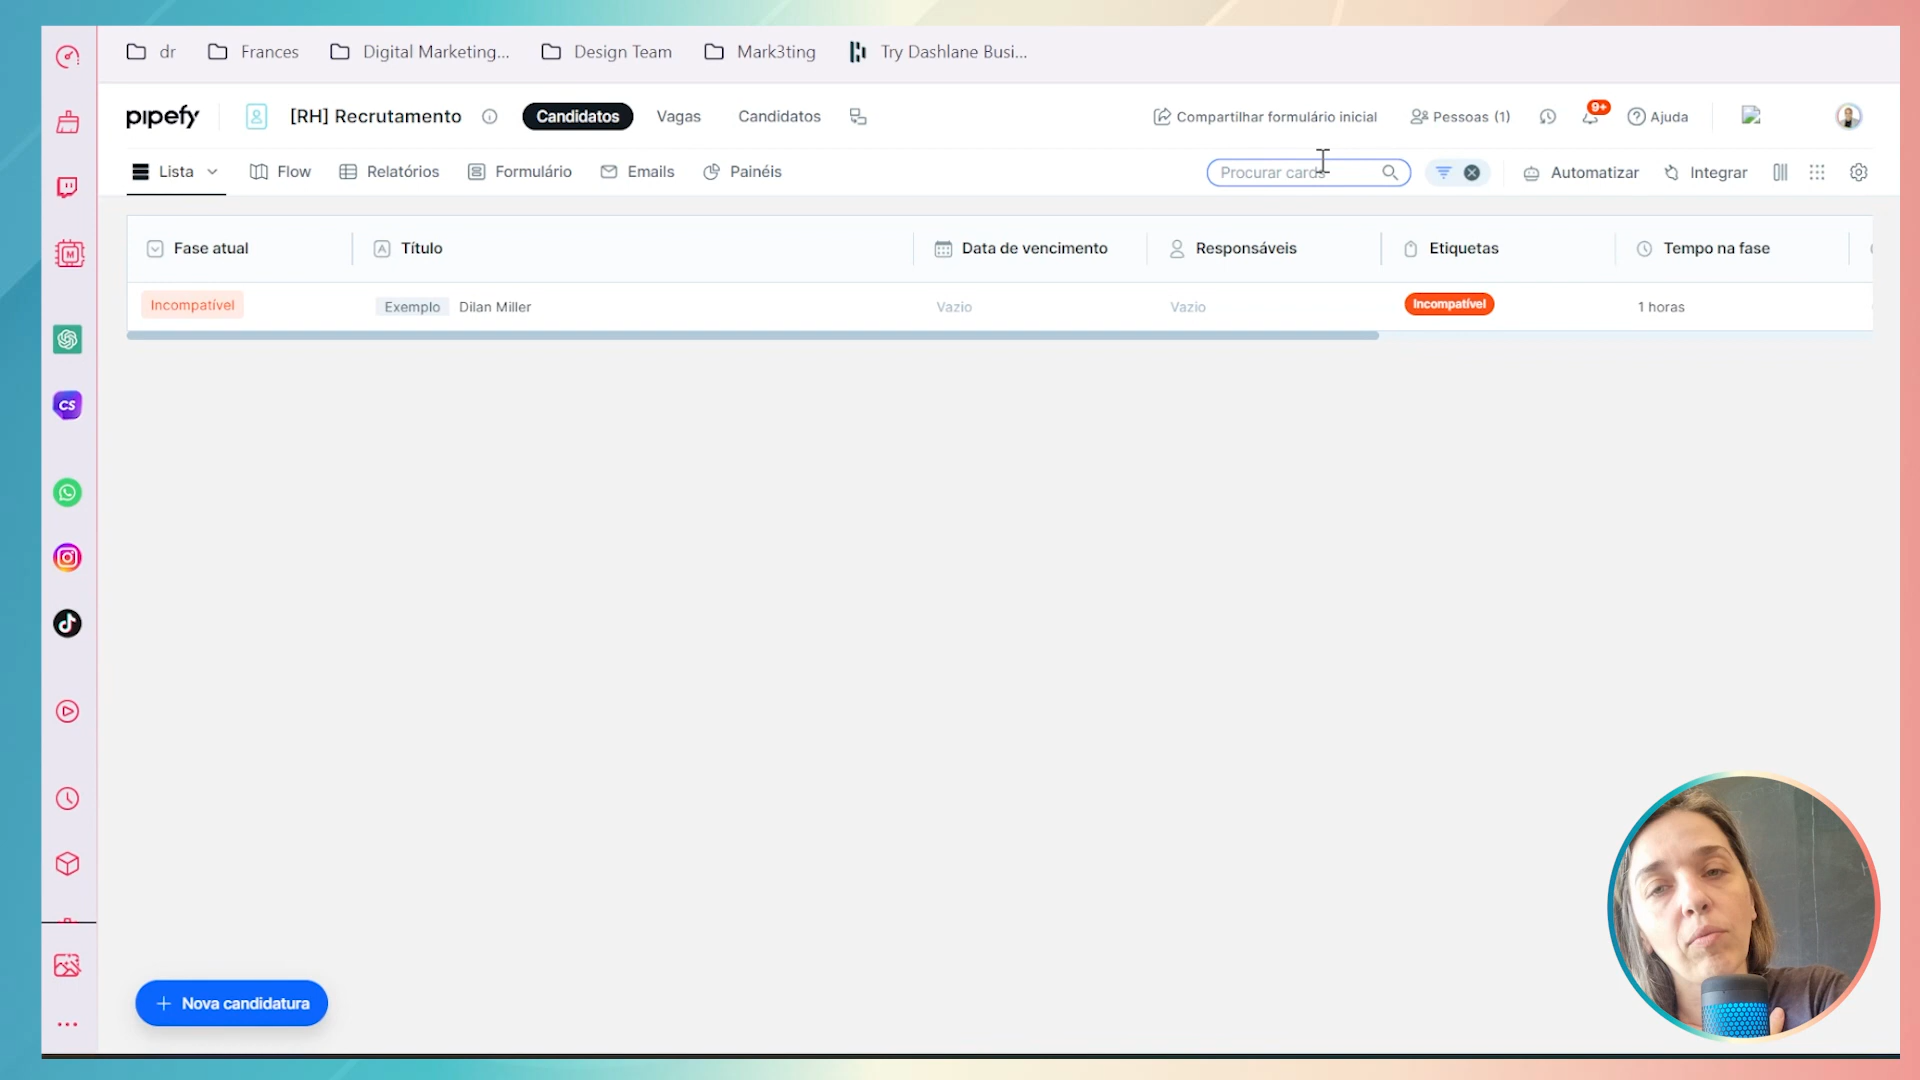 dr Frances Digital Marketing... Design Team Mark3ting Try Dashlane Busi...
pipefy [RH] Recrutamento Candidatos Vagas Candidatos Compartilhar formulário inicial Pessoas (1) 9+ Ajuda
Lista Flow Relatórios Formulário Emails Painéis Procurar cards Automatizar Integrar
Fase atual Título Data de vencimento Responsáveis Etiquetas Tempo na fase
Incompatível Exemplo Dilan Miller Vazio Vazio Incompatível 1 horas
M
CS
+ Nova candidatura